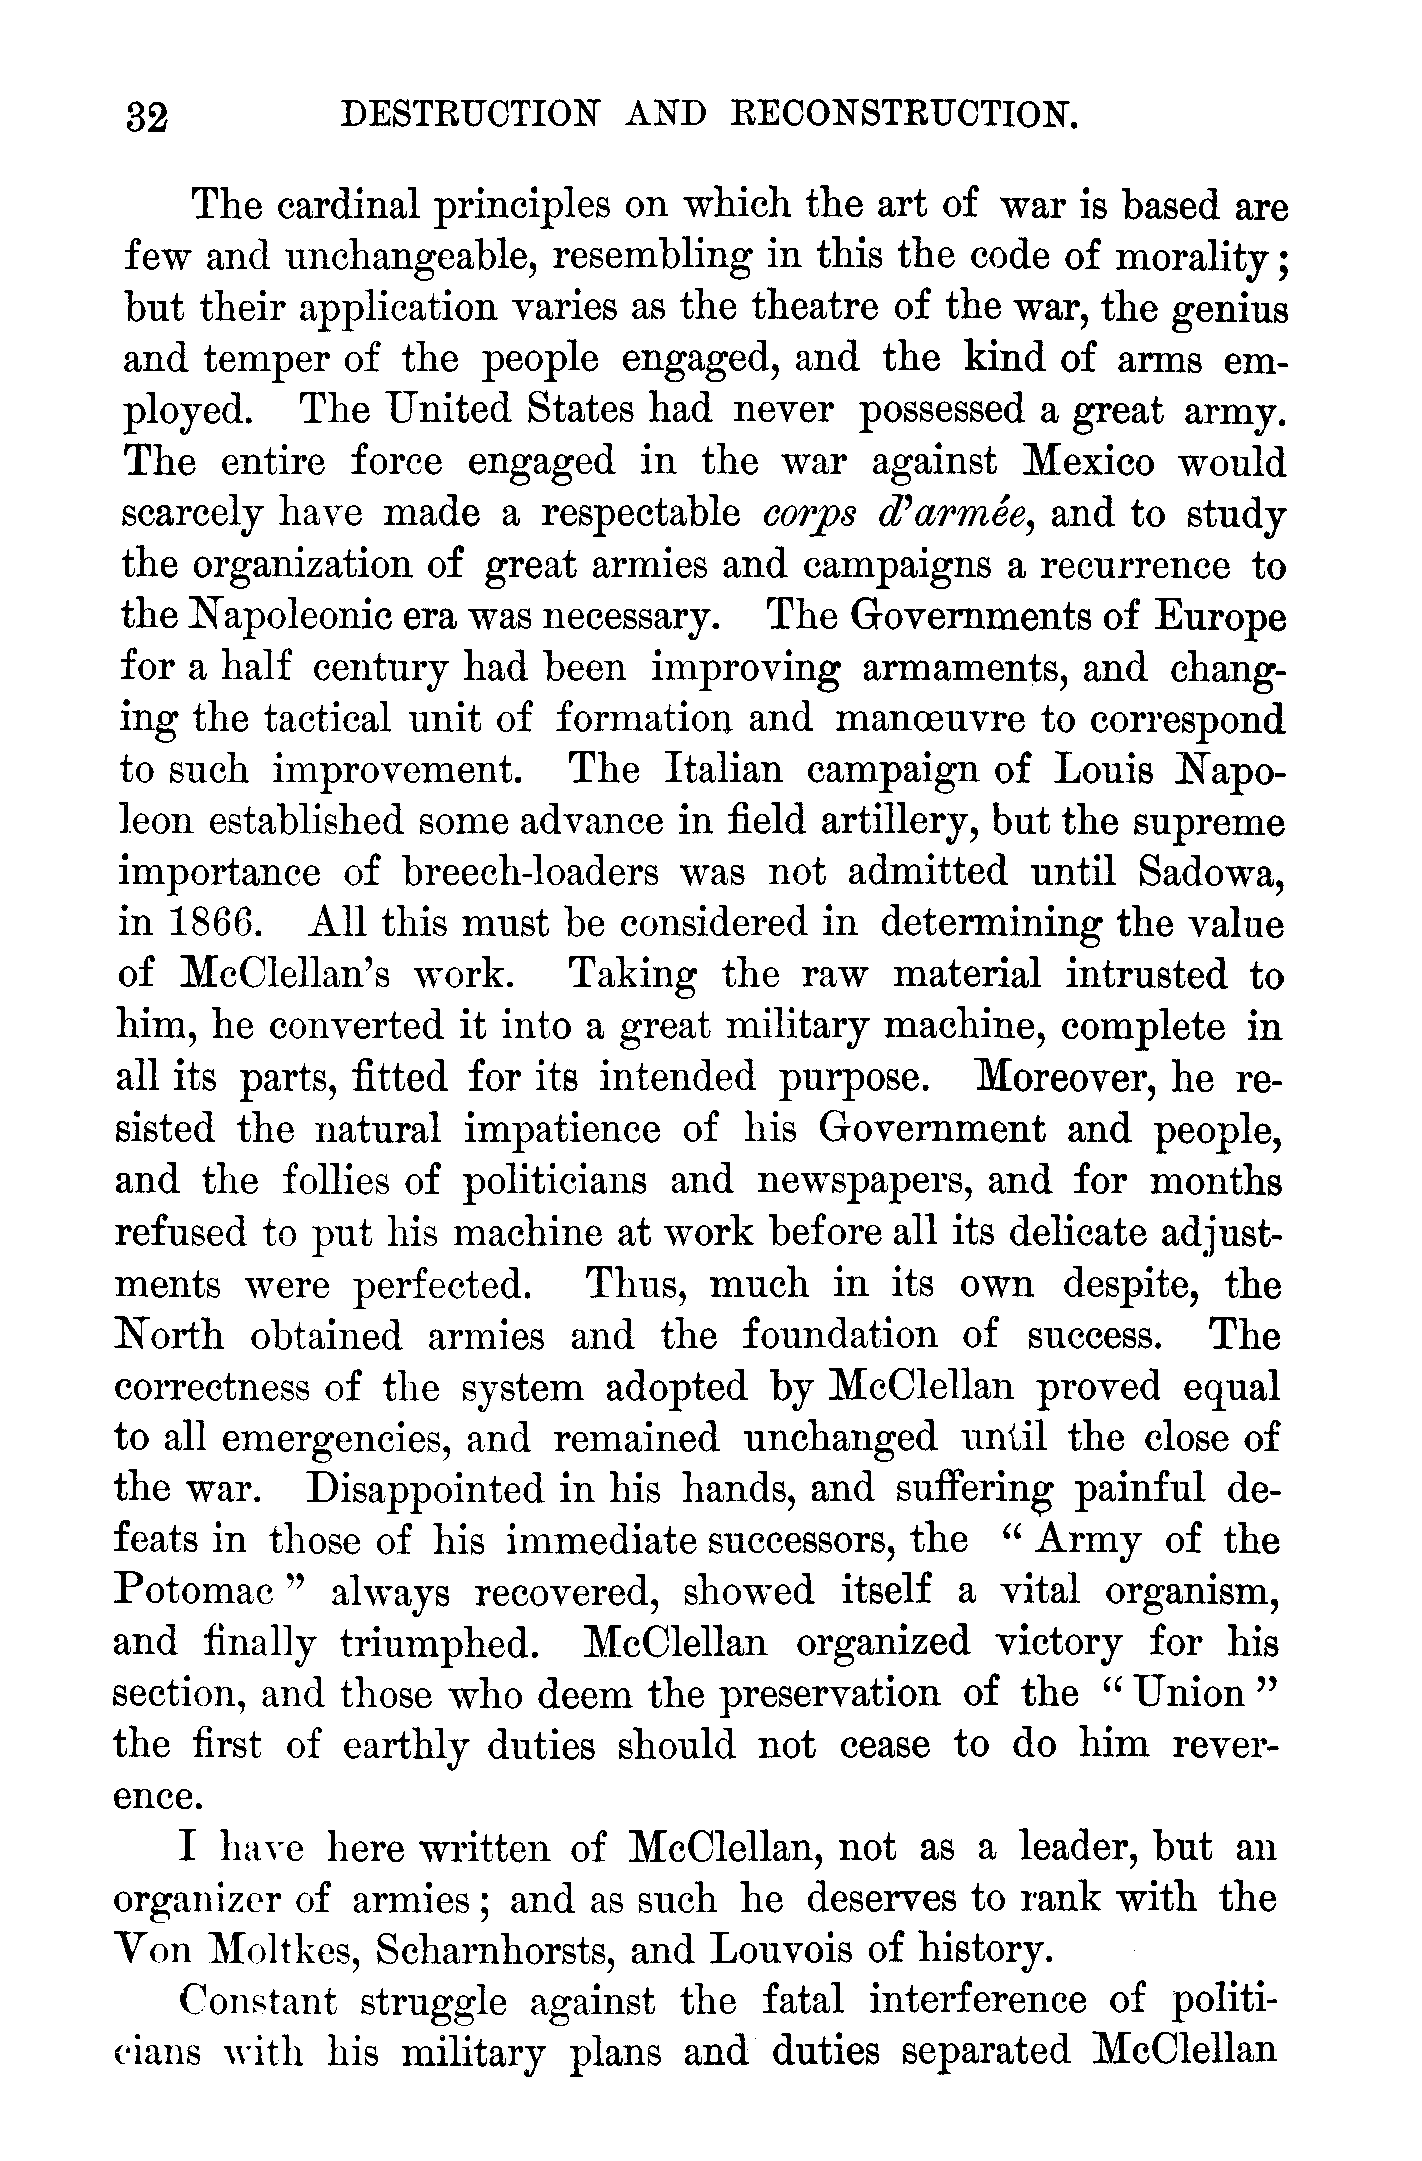 32 DESTRUCTION AND RECONSTRUCTION.
The cardinal principles on which the art of war is based are
few and unchangeable, resembling in this the code of morality;
but their application varies as the theatre of the war, the genius
and temper of the people engaged, and the kind of arms em-
ployed. The United States had never possessed a great army.
The entire force engaged in the war against Mexico would
scarcely have made a respectable corps d'armée, and to study
the organization of great armies and campaigns a recurrence to
the Napoleonic era was necessary. The Governments of Europe
for a half century had been improving armaments, and chang-
ing the tactical unit of formation and manœuvre to correspond
to such improvement. The Italian campaign of Louis Napo-
leon established some advance in field artillery, but the supreme
importance of breech-loaders was not admitted until Sadowa,
in 1866. All this must be considered in determining the value
of McClellan's work. Taking the raw material intrusted to
him, he converted it into a great military machine, complete in
all its parts, fitted for its intended purpose. Moreover, he re-
sisted the natural impatience of his Government and people,
and the follies of politicians and newspapers, and for months
refused to put his machine at work before all its delicate adjust-
ments were perfected. Thus, much in its own despite, the
North obtained armies and the foundation of success. The
correctness of the system adopted by McClellan proved equal
to all emergencies, and remained unchanged until the close of
the war. Disappointed in his hands, and suffering painful de-
feats in those of his immediate successors, the "Army of the
Potomac" always recovered, showed itself a vital organism,
and finally triumphed. McClellan organized victory for his
section, and those who deem the preservation of the "Union"
the first of earthly duties should not cease to do him rever-
ence.
I have here written of McClellan, not as a leader, but an
organizer of armies; and as such he deserves to rank with the
Von Moltkes, Scharnhorsts, and Louvois of history.
Constant struggle against the fatal interference of politi-
cians with his military plans and duties separated McClellan